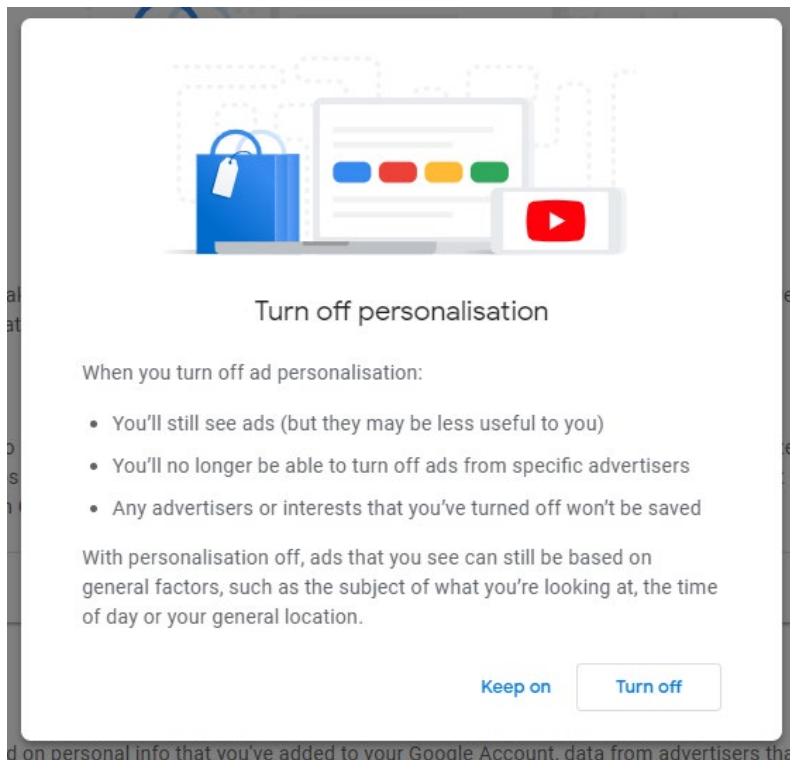 Turn off personalisation
When you turn off ad personalisation:
• You'll still see ads (but they may be less useful to you)
• You'll no longer be able to turn off ads from specific advertisers
• Any advertisers or interests that you've turned off won't be saved
With personalisation off, ads that you see can still be based on
general factors, such as the subject of what you're looking at, the time
of day or your general location.
Keep on Turn off
d on personal info that you've added to your Google Account, data from advertisers tha